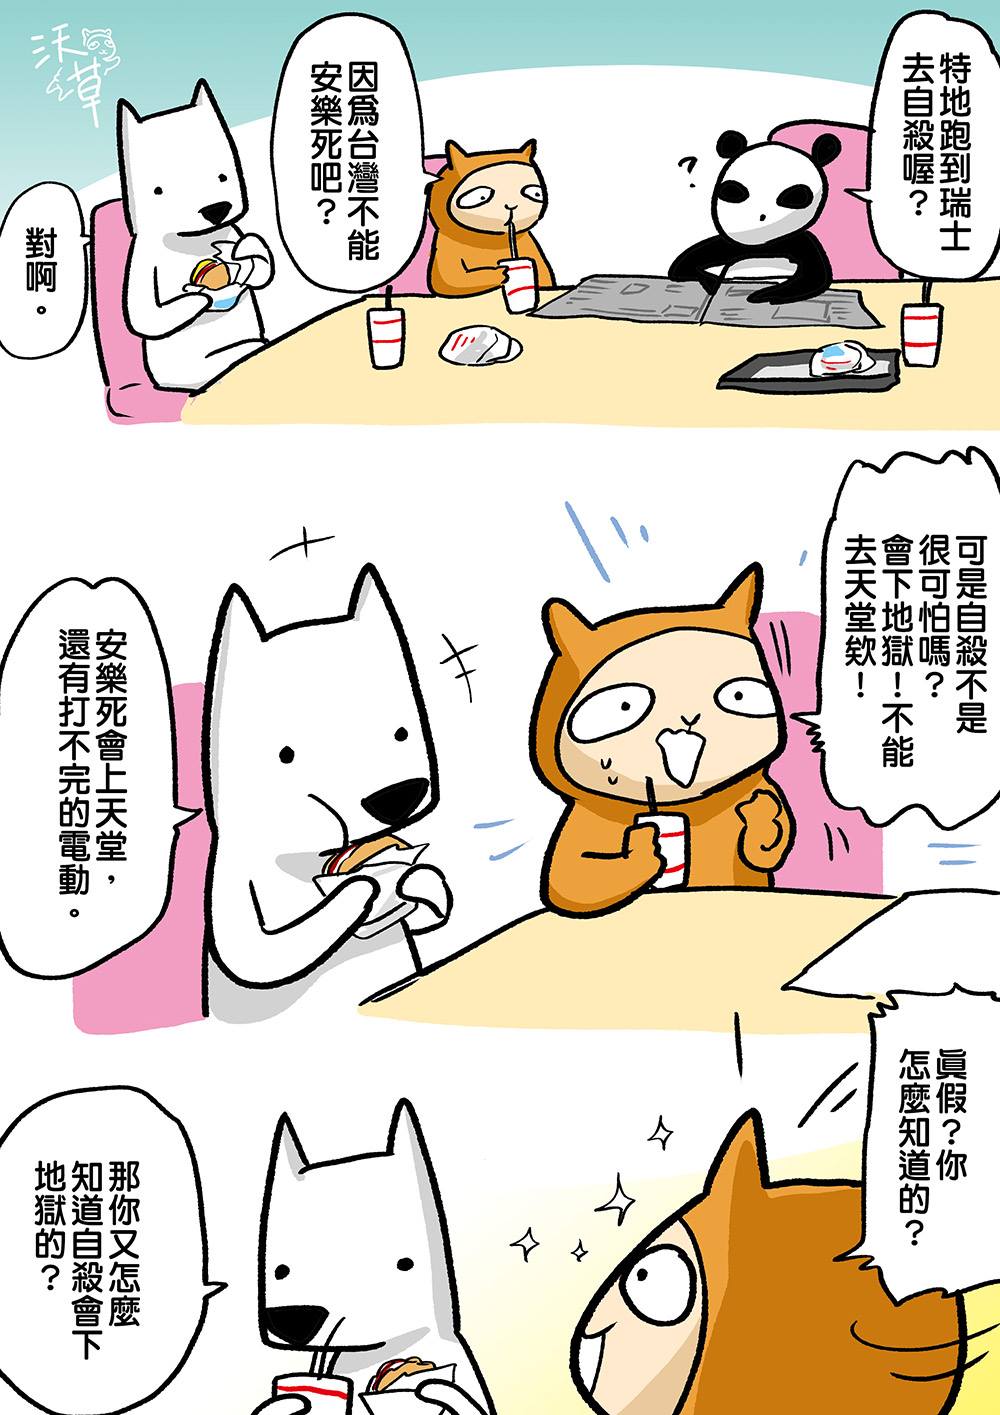 沃草
特地跑到瑞士
去自殺喔？
？
因為台灣不能
安樂死吧？
對啊。
可是自殺不是
很可怕嗎？
會下地獄！不能
去天堂欸！
安樂死會上天堂，
還有打不完的電動。
真假？你
怎麼知道的？
那你又怎麼
知道自殺會下
地獄的？